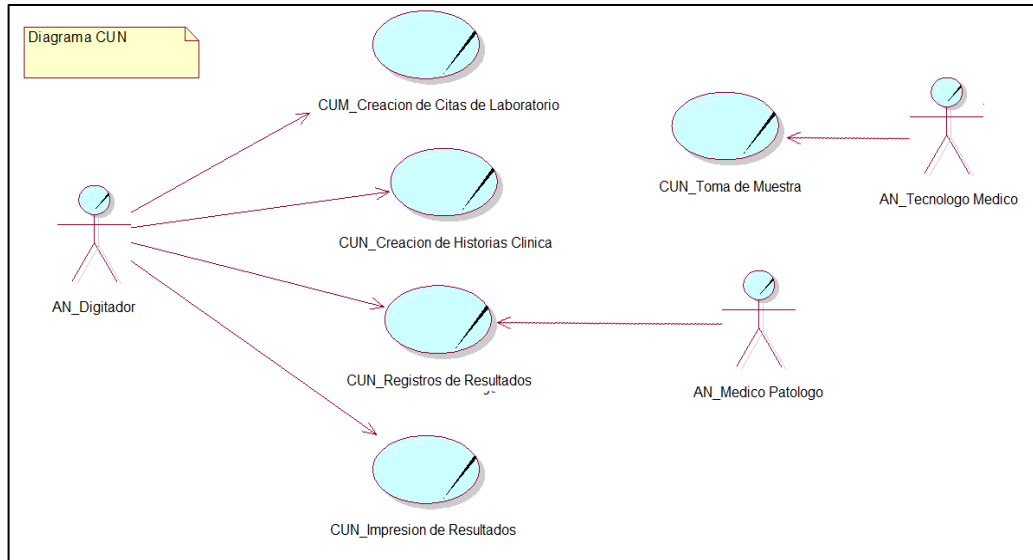 Diagrama CUN
CUM_Creacion de Citas de Laboratorio
CUN_Toma de Muestra
AN_Tecnologo Medico
CUN_Creacion de Historias Clinica
AN_Digitador
CUN_Registros de Resultados
AN_Medico Patologo
CUN_Impresion de Resultados